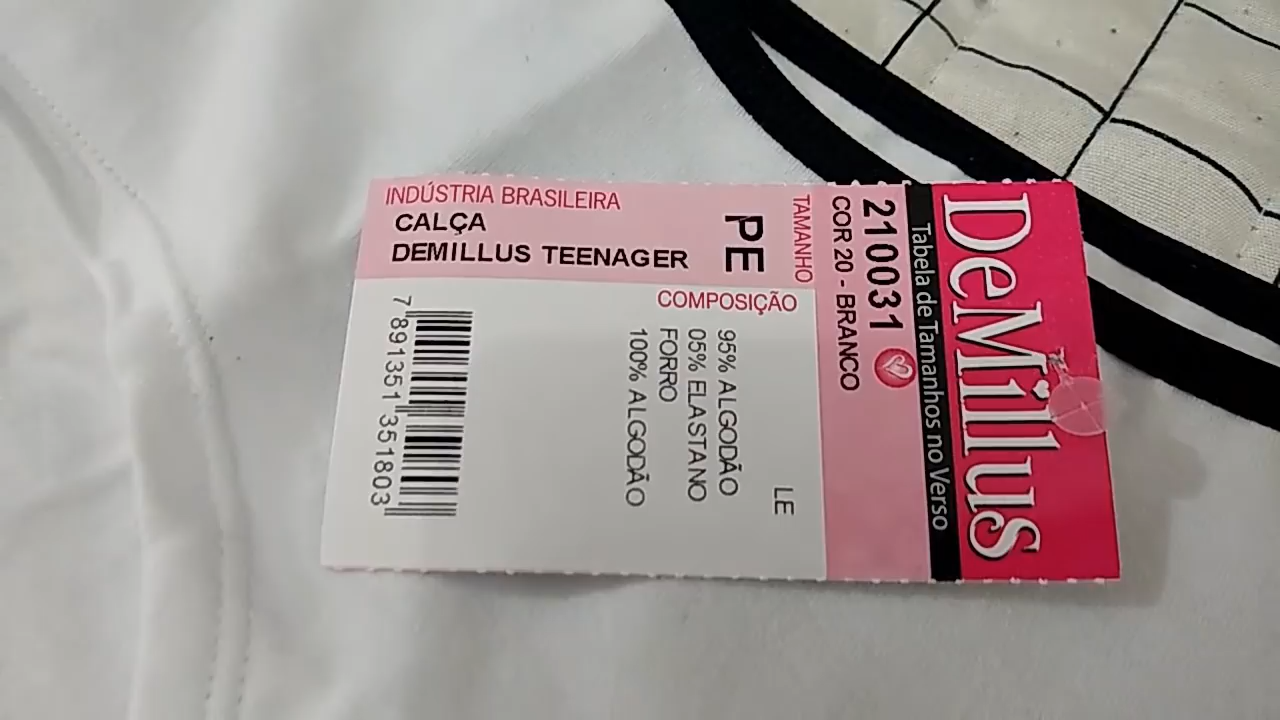 DeMillus
Tabela de Tamanhos no Verso
210031
COR 20 - BRANCO
TAMANHO
PE
INDÚSTRIA BRASILEIRA
CALÇA
DEMILLUS TEENAGER
COMPOSIÇÃO
LE
95% ALGODÃO
05% ELASTANO
FORRO
100% ALGODÃO
7 891351 351803